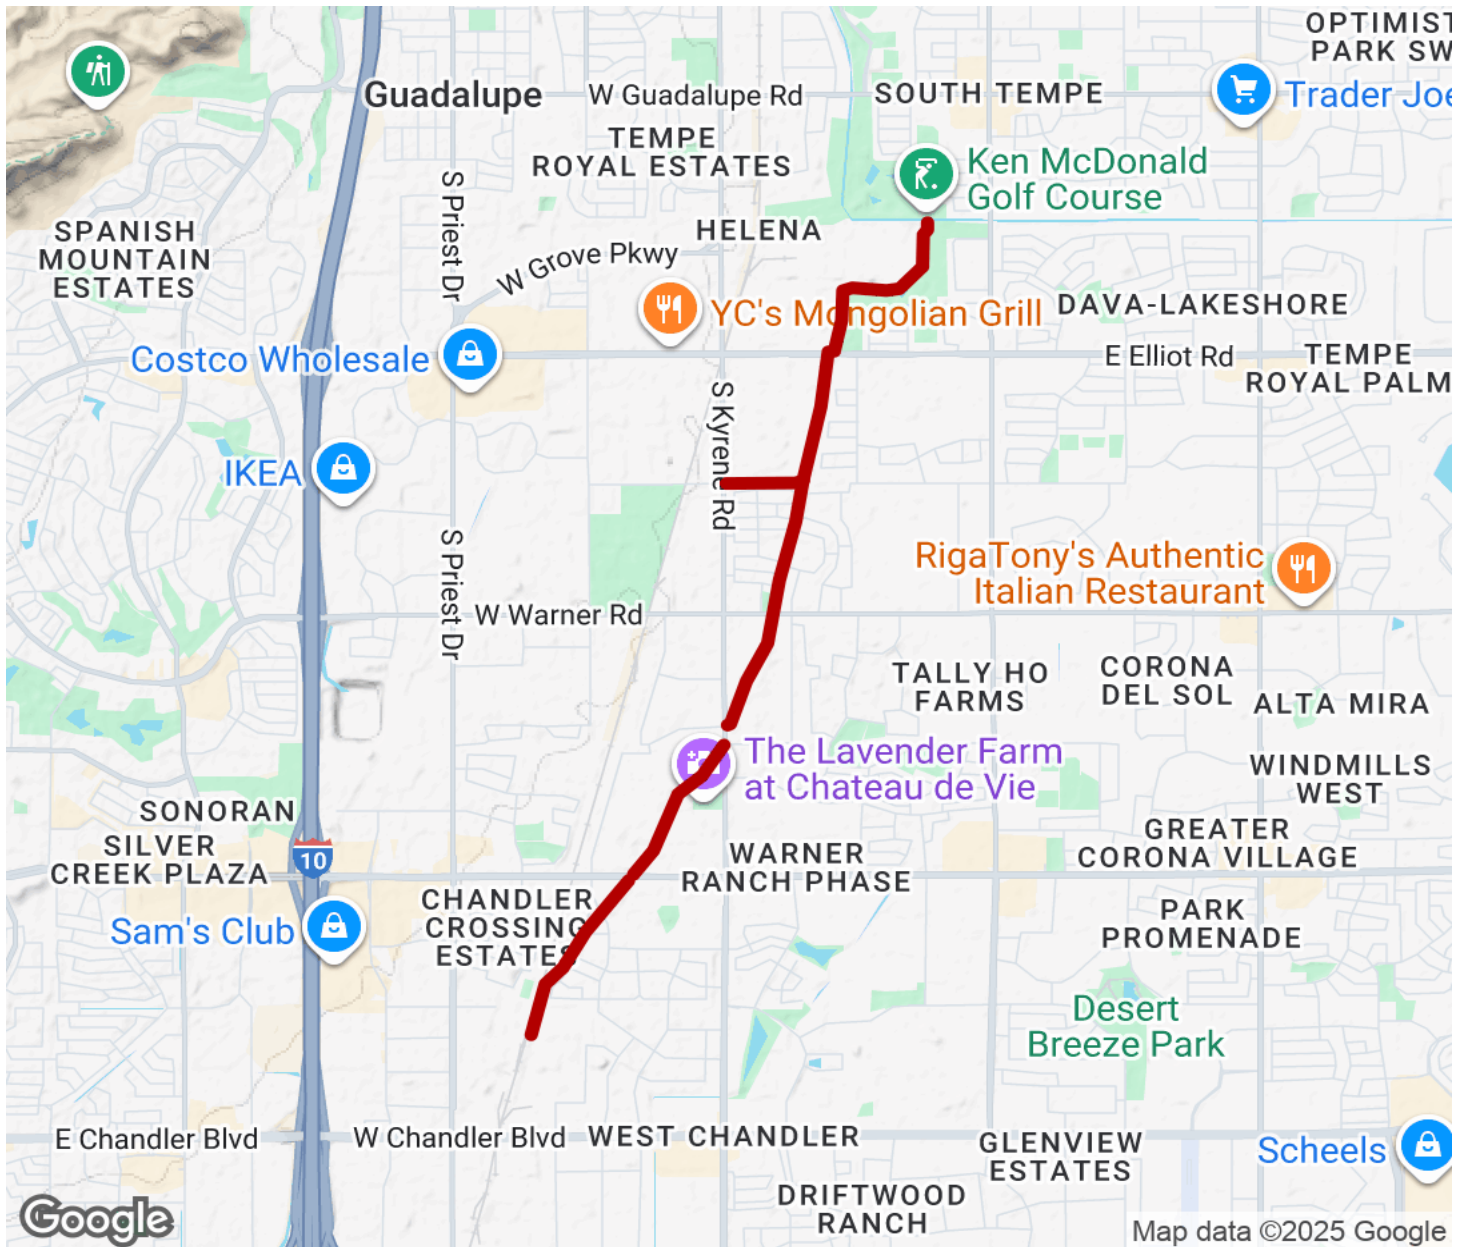 OPTIMIST
PARK SW
Guadalupe
W Guadalupe Rd
SOUTH TEMPE
Trader Joe
TEMPE
ROYAL ESTATES
Ken McDonald
Golf Course
S Priest Dr
SPANISH
MOUNTAIN
ESTATES
HELENA
W Grove Pkwy
YC's Mongolian Grill
DAVA-LAKESHORE
Costco Wholesale
E Elliot Rd
TEMPE
ROYAL PALM
S Kyrene Rd
IKEA
S Priest Dr
RigaTony's Authentic
Italian Restaurant
W Warner Rd
TALLY HO
FARMS
CORONA
DEL SOL
ALTA MIRA
The Lavender Farm
at Chateau de Vie
WINDMILLS
WEST
SONORAN
SILVER
CREEK PLAZA
10
GREATER
CORONA VILLAGE
WARNER
RANCH PHASE
CHANDLER
CROSSING
ESTATES
Sam's Club
PARK
PROMENADE
Desert
Breeze Park
E Chandler Blvd
W Chandler Blvd
WEST CHANDLER
GLENVIEW
ESTATES
Scheels
DRIFTWOOD
RANCH
Google
Map data ©2025 Google